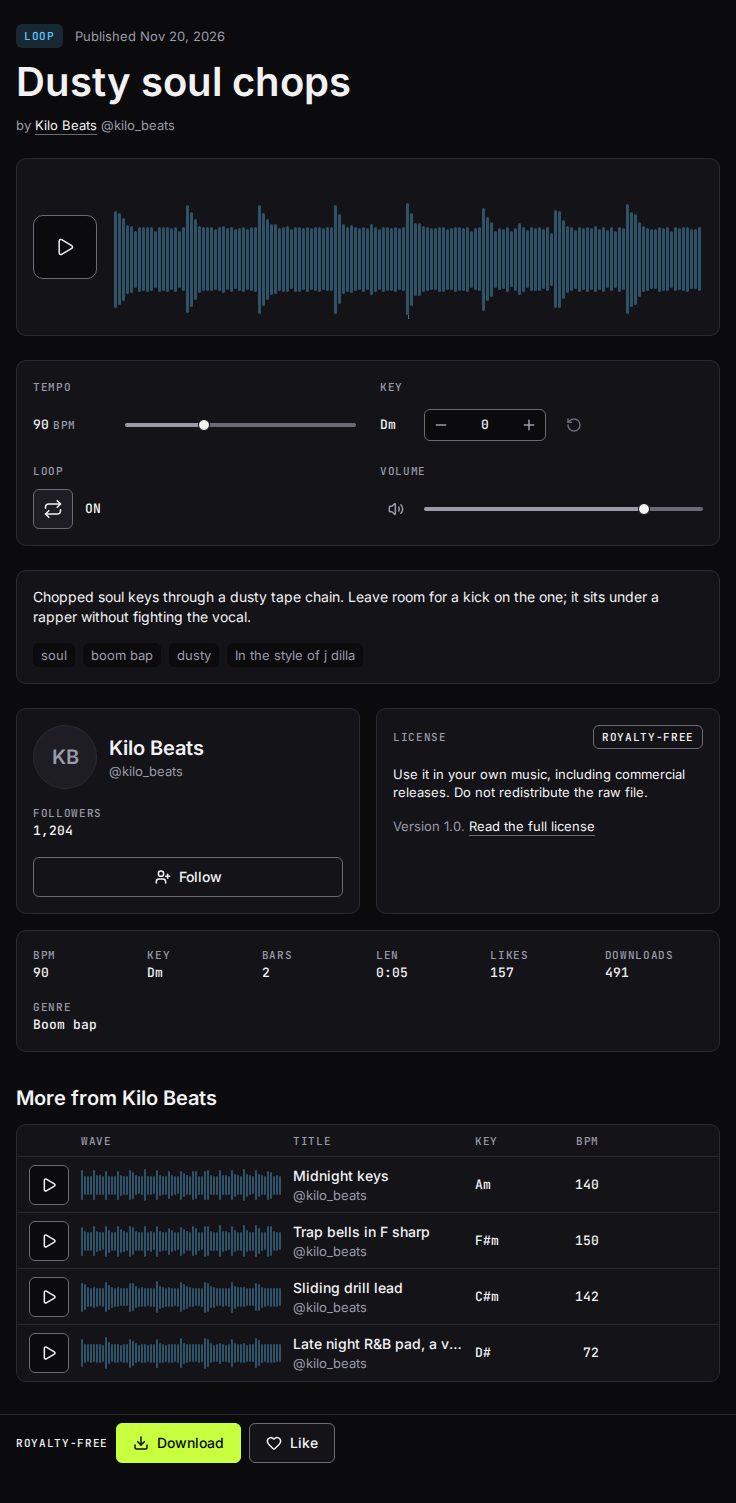 LOOP Published Nov 20, 2026
Dusty soul chops
by Kilo Beats @kilo_beats
TEMPO
90 BPM
KEY
Dm 0
LOOP
ON
VOLUME
Chopped soul keys through a dusty tape chain. Leave room for a kick on the one; it sits under a
rapper without fighting the vocal.
soul boom bap dusty In the style of j dilla
KB
Kilo Beats
@kilo_beats
FOLLOWERS
1,204
Follow
LICENSE ROYALTY-FREE
Use it in your own music, including commercial
releases. Do not redistribute the raw file.
Version 1.0. Read the full license
BPM KEY BARS LEN LIKES DOWNLOADS
90 Dm 2 0:05 157 491
GENRE
Boom bap
More from Kilo Beats
WAVE TITLE KEY BPM
Midnight keys Am 140
@kilo_beats
Trap bells in F sharp F#m 150
@kilo_beats
Sliding drill lead C#m 142
@kilo_beats
Late night R&B pad, a v... D# 72
@kilo_beats
ROYALTY-FREE Download Like